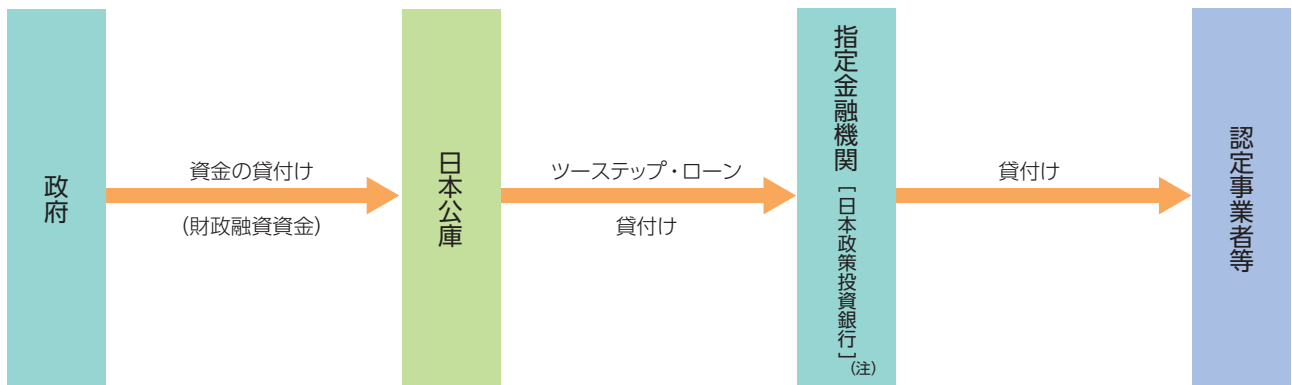 政府
資金の貸付け
(財政融資資金)
日本公庫
ツーステップ・ローン
貸付け
指定金融機関［日本政策投資銀行］(注)
貸付け
認定事業者等